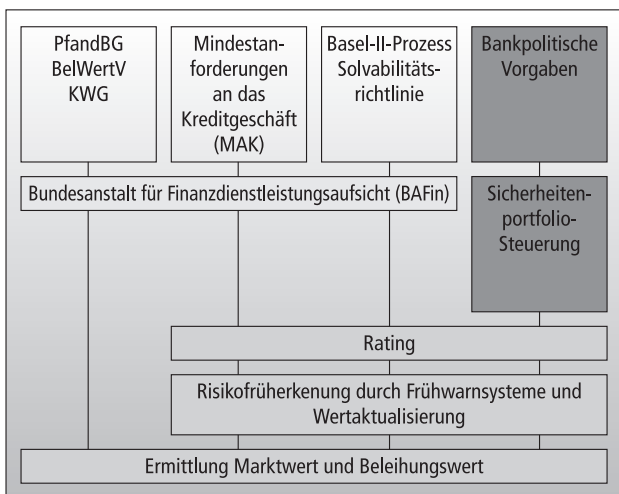 PfandBG
BelWertV
KWG
Mindestan-
forderungen
an das
Kreditgeschäft
(MAK)
Basel-II-Prozess
Solvabilitäts-
richtlinie
Bankpolitische
Vorgaben
Bundesanstalt für Finanzdienstleistungsaufsicht (BAFin)
Sicherheiten-
portfolio-
Steuerung
Rating
Risikofrüherkenung durch Frühwarnsysteme und
Wertaktualisierung
Ermittlung Marktwert und Beleihungswert